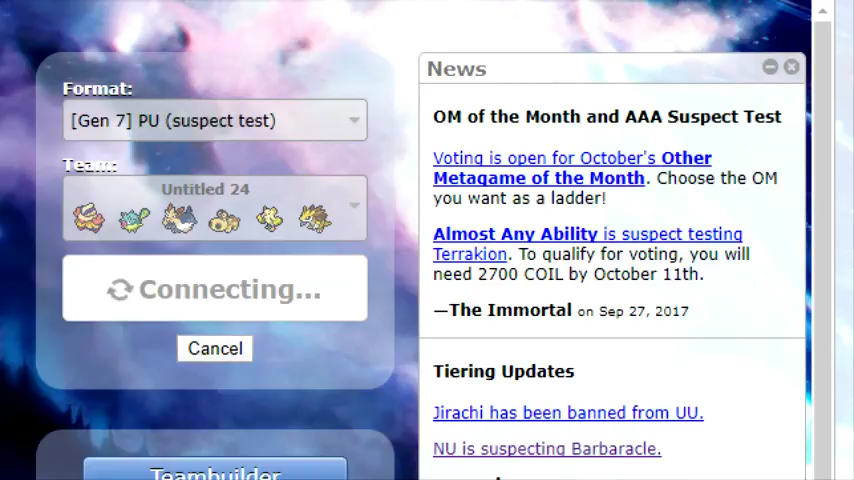 Format:
[Gen 7] PU (suspect test)
Team:
Untitled 24
Connecting...
Cancel
Teambuilder
News
OM of the Month and AAA Suspect Test
Voting is open for October's Other
Metagame of the Month. Choose the OM
you want as a ladder!
Almost Any Ability is suspect testing
Terrakion. To qualify for voting, you will
need 2700 COIL by October 11th.
—The Immortal on Sep 27, 2017
Tiering Updates
Jirachi has been banned from UU.
NU is suspecting Barbaracle.